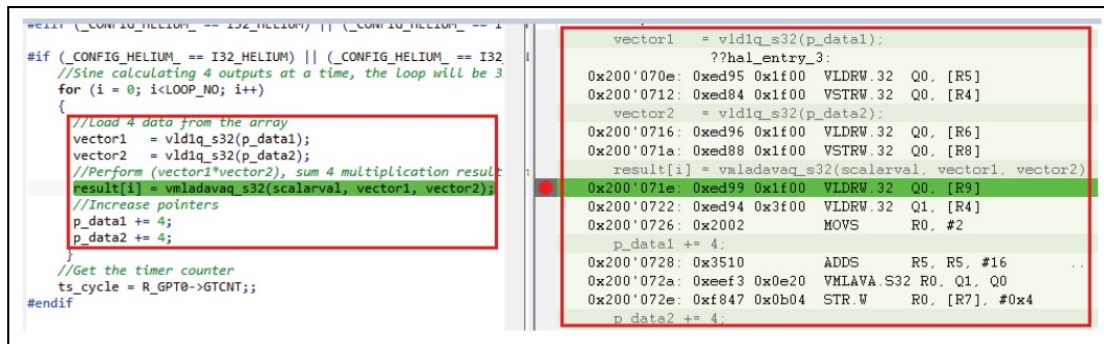 #if (_CONFIG_HELIUM_ == I32_HELIUM) || (_CONFIG_HELIUM_ == I32_
//Sine calculating 4 outputs at a time, the loop will be 3
for (i = 0; i<LOOP_NO; i++)
{
//Load 4 data from the array
vector1 = vld1q_s32(p_data1);
vector2 = vld1q_s32(p_data2);
//Perform (vector1*vector2), sum 4 multiplication result
result[i] = vmladavaq_s32(scalarval, vector1, vector2);
//Increase pointers
p_data1 += 4;
p_data2 += 4;
}
//Get the timer counter
ts_cycle = R_GPT0->GTCNT;;
#endif
vector1 = vld1q_s32(p_data1);
??hal_entry_3:
0x200'070e: 0xed95 0x1f00 VLDRW.32 Q0, [R5]
0x200'0712: 0xed84 0x1f00 VSTRW.32 Q0, [R4]
vector2 = vld1q_s32(p_data2);
0x200'0716: 0xed96 0x1f00 VLDRW.32 Q0, [R6]
0x200'071a: 0xed88 0x1f00 VSTRW.32 Q0, [R8]
result[i] = vmladavaq_s32(scalarval, vector1, vector2)
0x200'071e: 0xed99 0x1f00 VLDRW.32 Q0, [R9]
0x200'0722: 0xed94 0x3f00 VLDRW.32 Q1, [R4]
0x200'0726: 0x2002 MOVS R0, #2
p_data1 += 4;
0x200'0728: 0x3510 ADDS R5, R5, #16
0x200'072a: 0xeef3 0x0e20 VMLAVA.S32 R0, Q1, Q0
0x200'072e: 0xf847 0x0b04 STR.W R0, [R7], #0x4
p_data2 += 4;